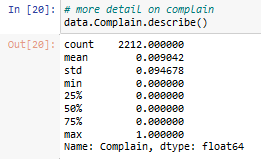 In [20]: # more detail on complain
data.Complain.describe()
Out[20]: count    2212.000000
mean        0.009042
std         0.094678
min         0.000000
25%         0.000000
50%         0.000000
75%         0.000000
max         1.000000
Name: Complain, dtype: float64